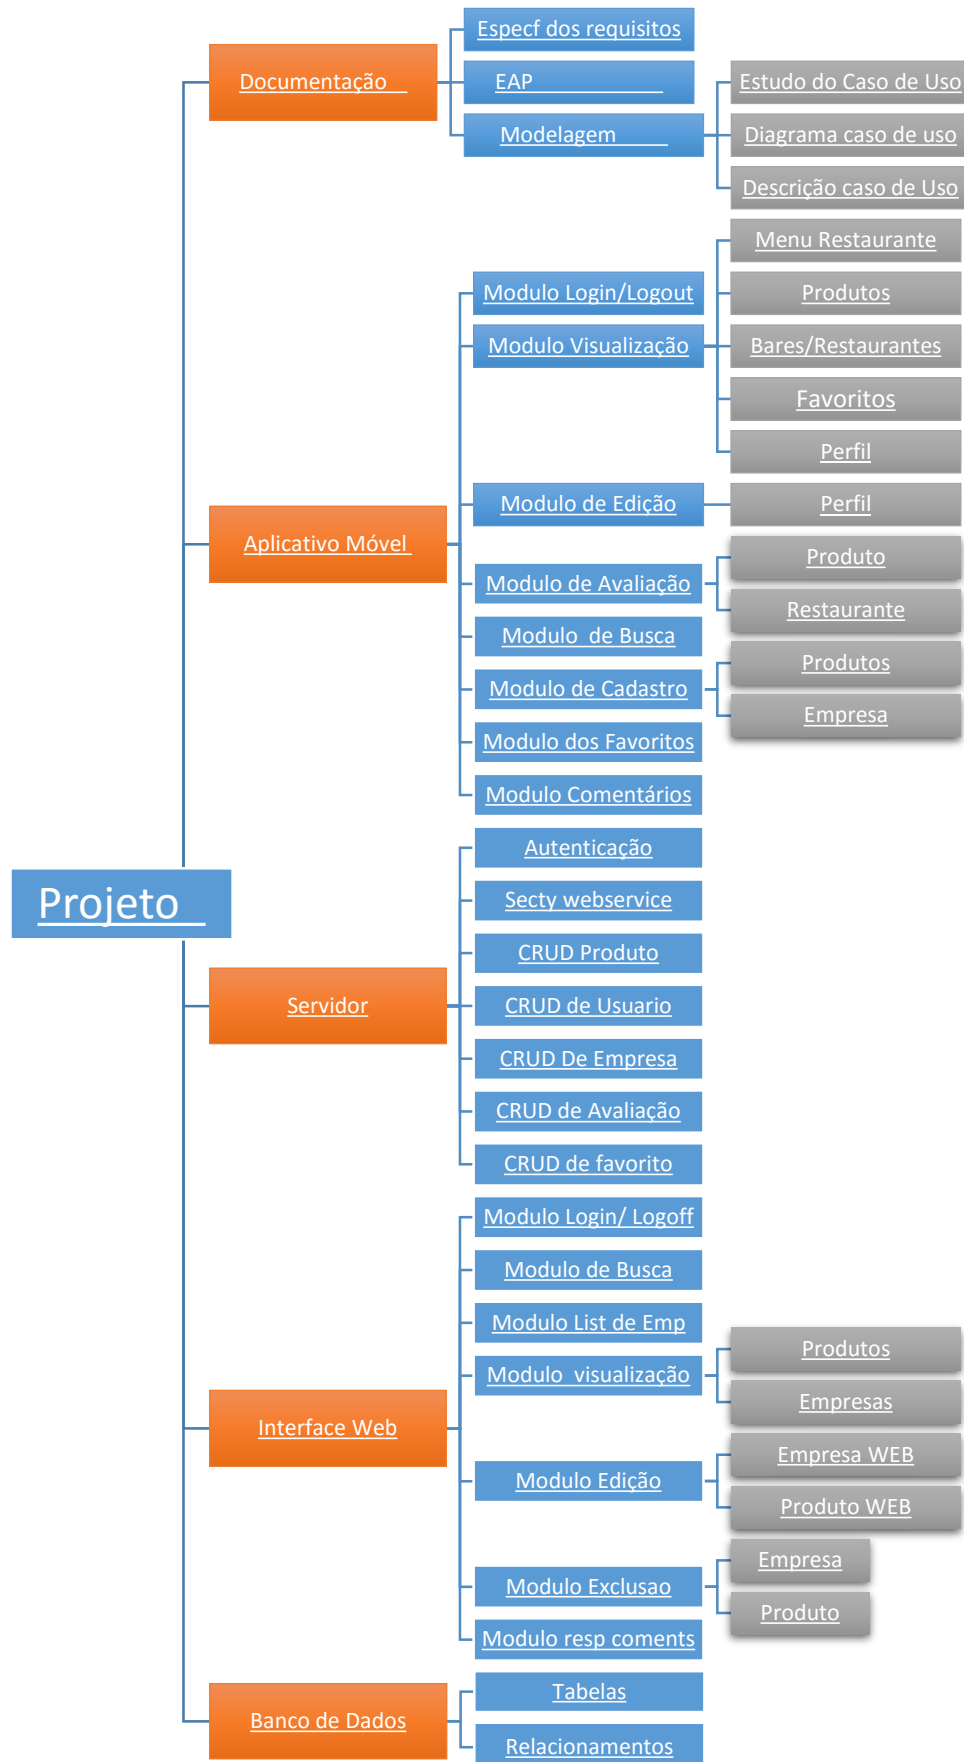 Projeto
Documentação
Especf dos requisitos
EAP
Modelagem
Estudo do Caso de Uso
Diagrama caso de uso
Descrição caso de Uso
Aplicativo Móvel
Modulo Login/Logout
Modulo Visualização
Menu Restaurante
Produtos
Bares/Restaurantes
Favoritos
Perfil
Modulo de Edição
Perfil
Modulo de Avaliação
Produto
Restaurante
Modulo de Busca
Modulo de Cadastro
Produtos
Empresa
Modulo dos Favoritos
Modulo Comentários
Servidor
Autenticação
Secty webservice
CRUD Produto
CRUD de Usuario
CRUD De Empresa
CRUD de Avaliação
CRUD de favorito
Interface Web
Modulo Login/ Logoff
Modulo de Busca
Modulo List de Emp
Modulo visualização
Produtos
Empresas
Modulo Edição
Empresa WEB
Produto WEB
Modulo Exclusao
Empresa
Produto
Modulo resp coments
Banco de Dados
Tabelas
Relacionamentos